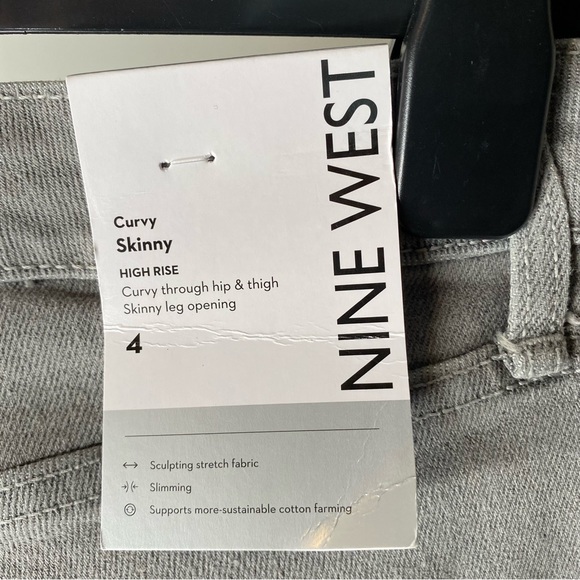 NINE WEST
Curvy
Skinny
HIGH RISE
Curvy through hip & thigh
Skinny leg opening
4
Sculpting stretch fabric
Slimming
Supports more-sustainable cotton farming